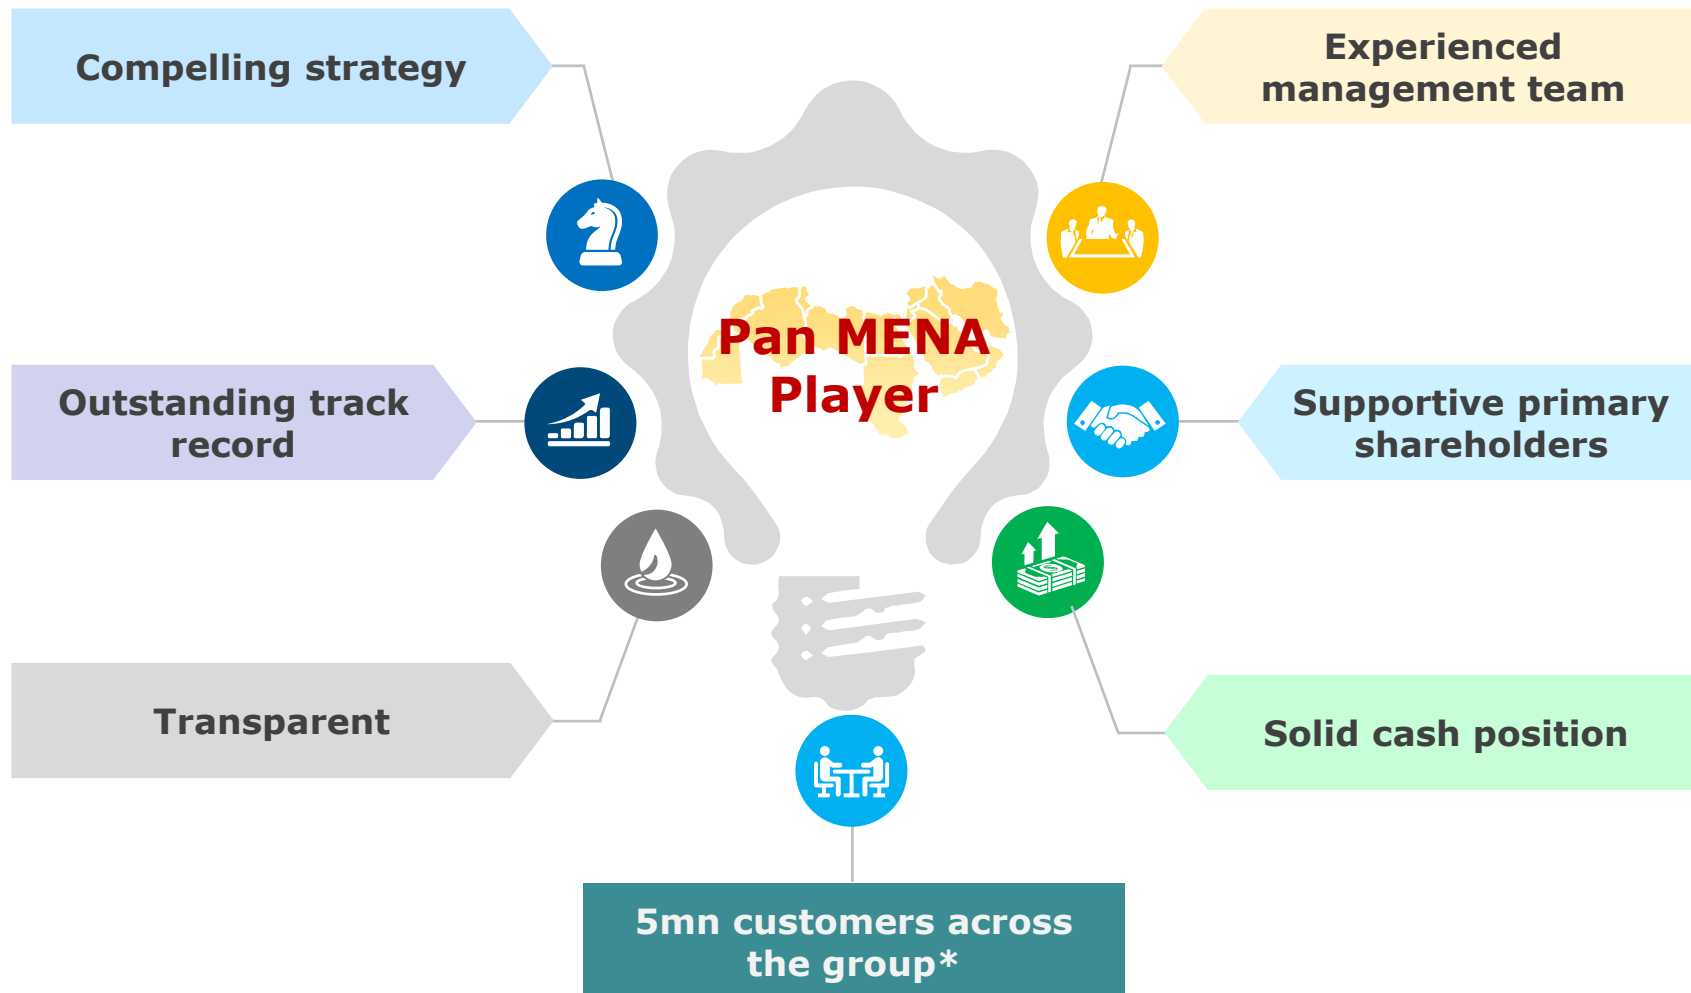 Compelling strategy
Experienced
management team
Pan MENA
Player
Outstanding track
record
Supportive primary
shareholders
Transparent
Solid cash position
5mn customers across
the group*